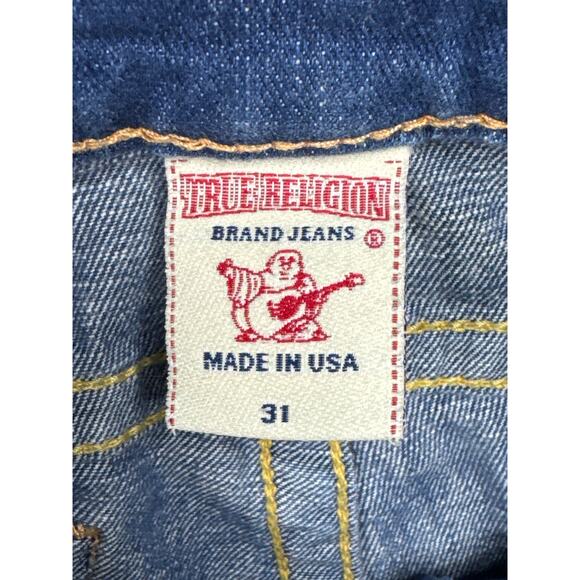 TRUE RELIGION
BRAND JEANS ®
MADE IN USA
31